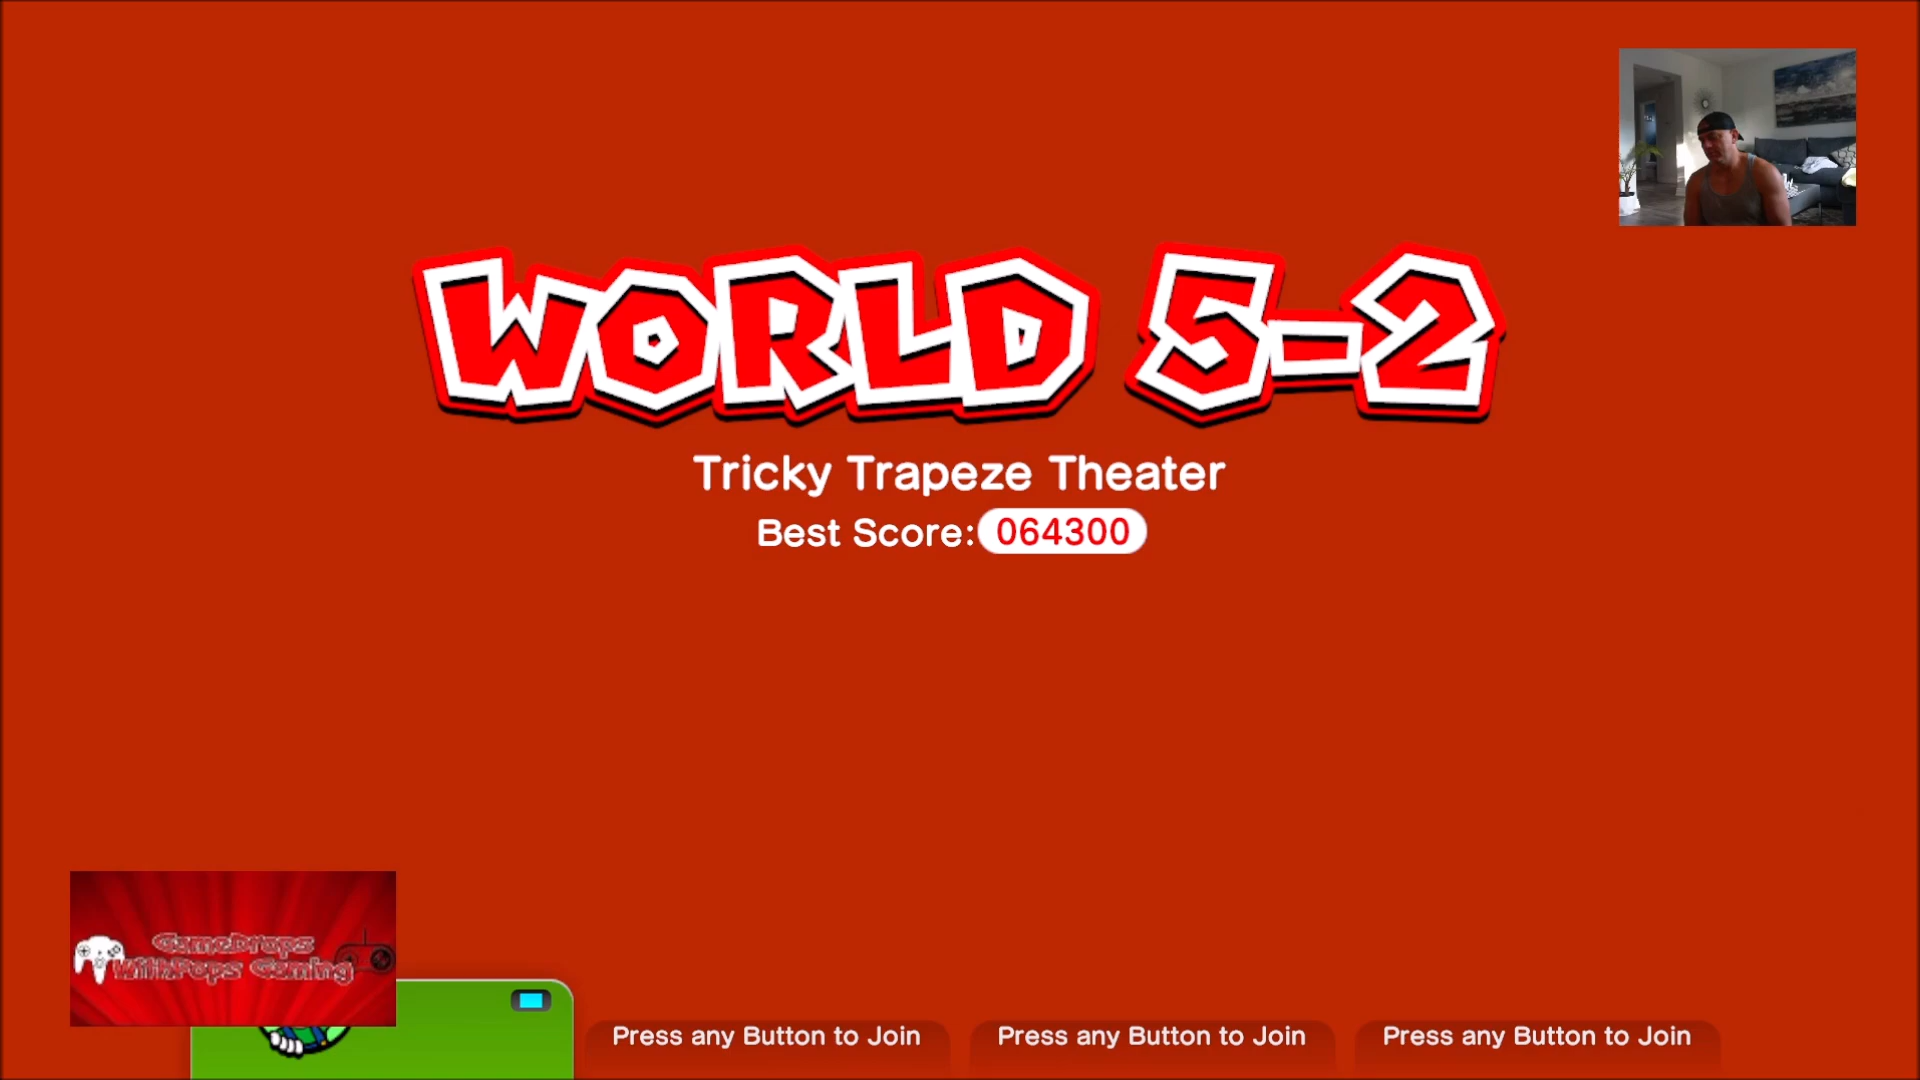 WORLD 5-2
Tricky Trapeze Theater
Best Score: 064300
GameDrops
WithPops Gaming
Press any Button to Join
Press any Button to Join
Press any Button to Join